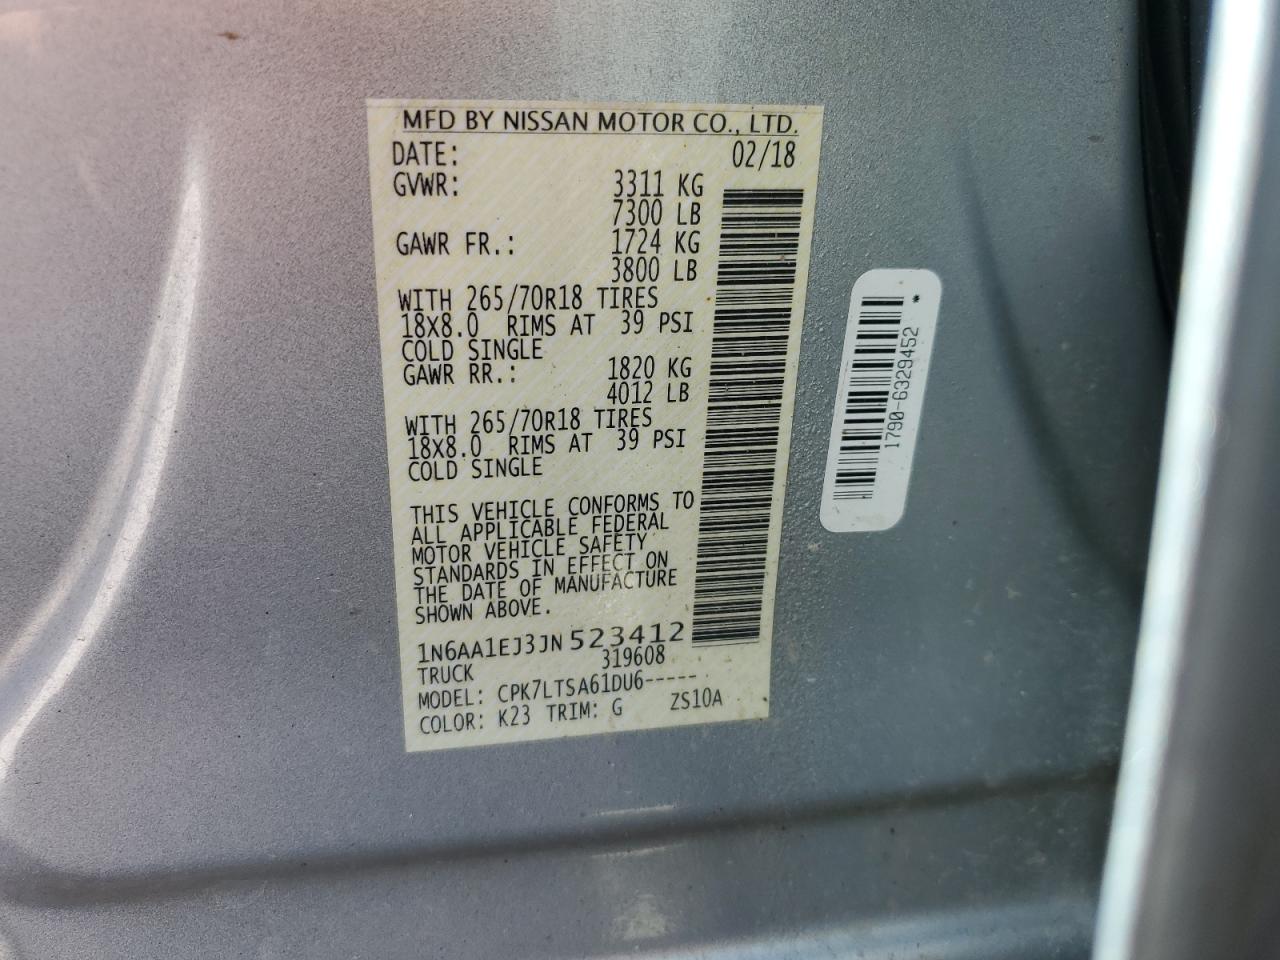 MFD BY NISSAN MOTOR CO., LTD.
DATE: 02/18
GVWR: 3311 KG
7300 LB
GAWR FR.: 1724 KG
3800 LB
WITH 265/70R18 TIRES
18X8.0 RIMS AT 39 PSI
COLD SINGLE
GAWR RR.: 1820 KG
4012 LB
WITH 265/70R18 TIRES
18X8.0 RIMS AT 39 PSI
COLD SINGLE
THIS VEHICLE CONFORMS TO
ALL APPLICABLE FEDERAL
MOTOR VEHICLE SAFETY
STANDARDS IN EFFECT ON
THE DATE OF MANUFACTURE
SHOWN ABOVE.
1N6AA1EJ3JN 523412
TRUCK 319608
MODEL: CPK7LTSA61DU6-----
COLOR: K23 TRIM: G ZS10A
1790-6329452 *